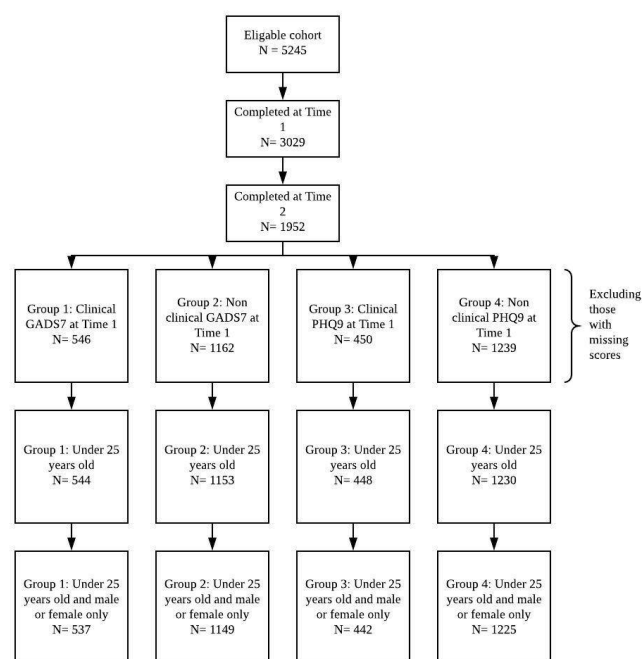 Eligable cohort
N = 5245
Completed at Time
1
N= 3029
Completed at Time
2
N= 1952
Group 1: Clinical
GADS7 at Time 1
N= 546
Group 2: Non
clinical GADS7 at
Time 1
N= 1162
Group 3: Clinical
PHQ9 at Time 1
N= 450
Group 4: Non
clinical PHQ9 at
Time 1
N= 1239
Excluding
those
with
missing
scores
Group 1: Under 25
years old
N= 544
Group 2: Under 25
years old
N= 1153
Group 3: Under 25
years old
N= 448
Group 4: Under 25
years old
N= 1230
Group 1: Under 25
years old and male
or female only
N= 537
Group 2: Under 25
years old and male
or female only
N= 1149
Group 3: Under 25
years old and male
or female only
N= 442
Group 4: Under 25
years old and male
or female only
N= 1225